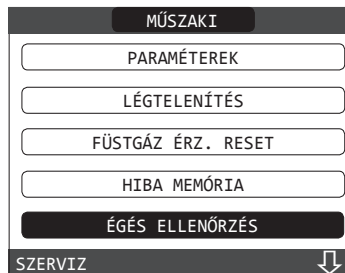 MŰSZAKI
PARAMÉTEREK
LÉGTELENÍTÉS
FÜSTGÁZ ÉRZ. RESET
HIBA MEMÓRIA
ÉGÉS ELLENŐRZÉS
SZERVIZ